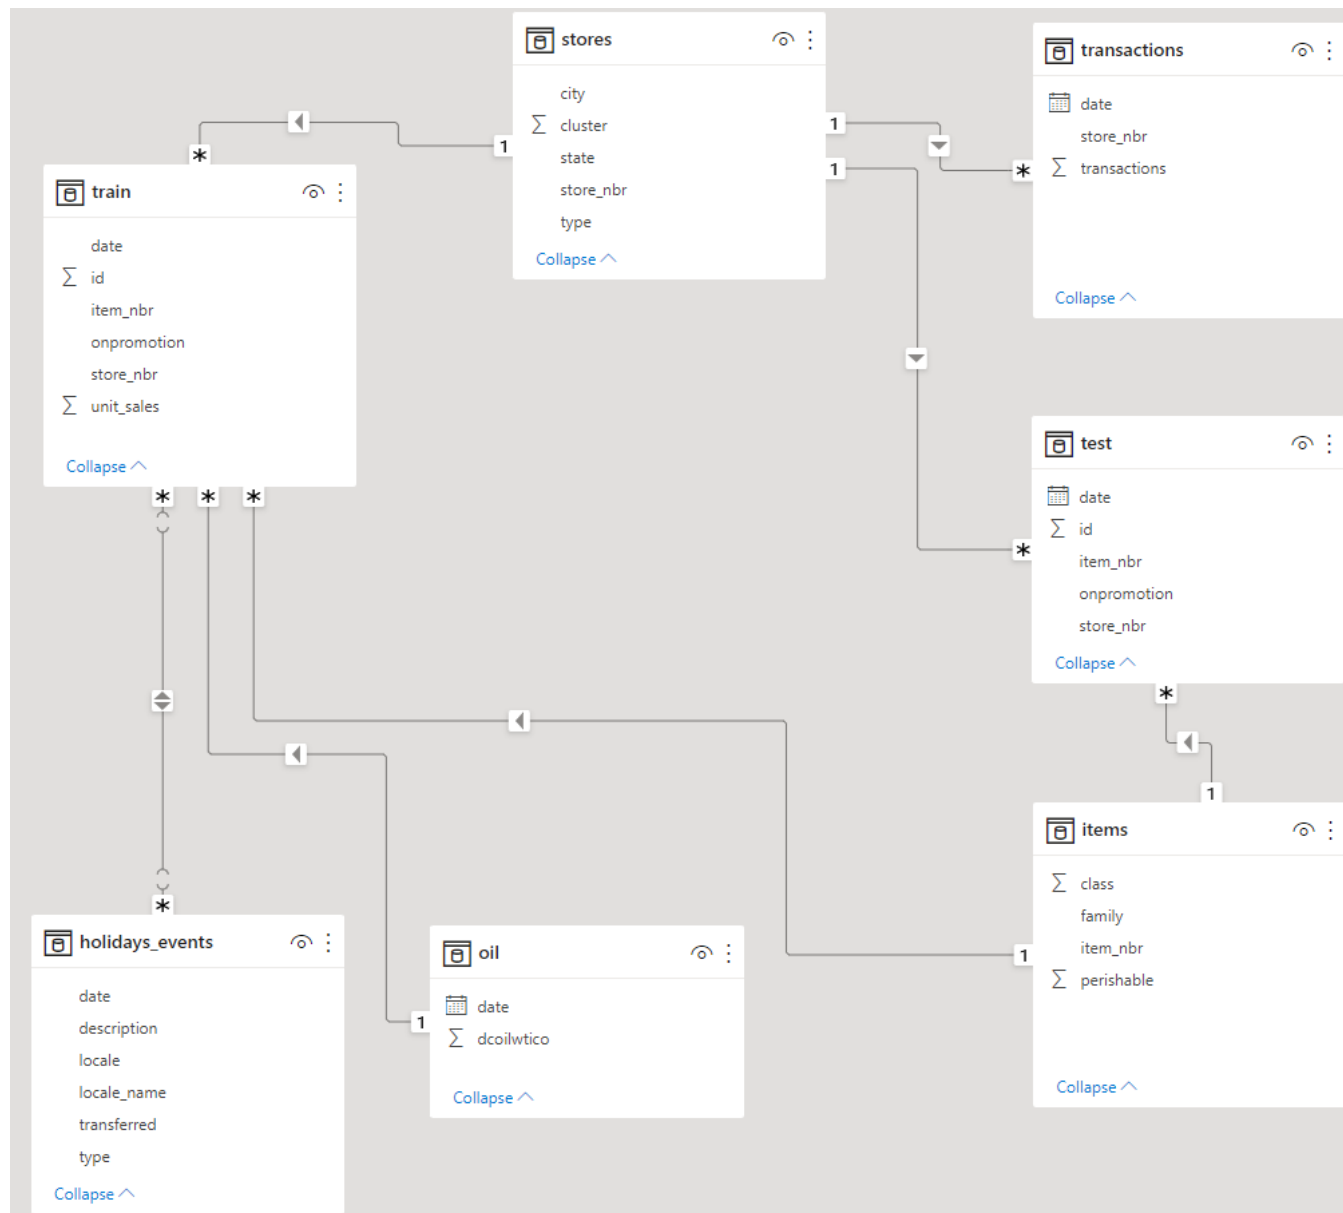 stores
city
cluster
state
store_nbr
type
Collapse
transactions
date
store_nbr
transactions
Collapse
train
date
id
item_nbr
onpromotion
store_nbr
unit_sales
Collapse
test
date
id
item_nbr
onpromotion
store_nbr
Collapse
holidays_events
date
description
locale
locale_name
transferred
type
Collapse
oil
date
dcoilwtico
Collapse
items
class
family
item_nbr
perishable
Collapse
1
*
1
*
1
*
*
*
*
*
1
1
*
1